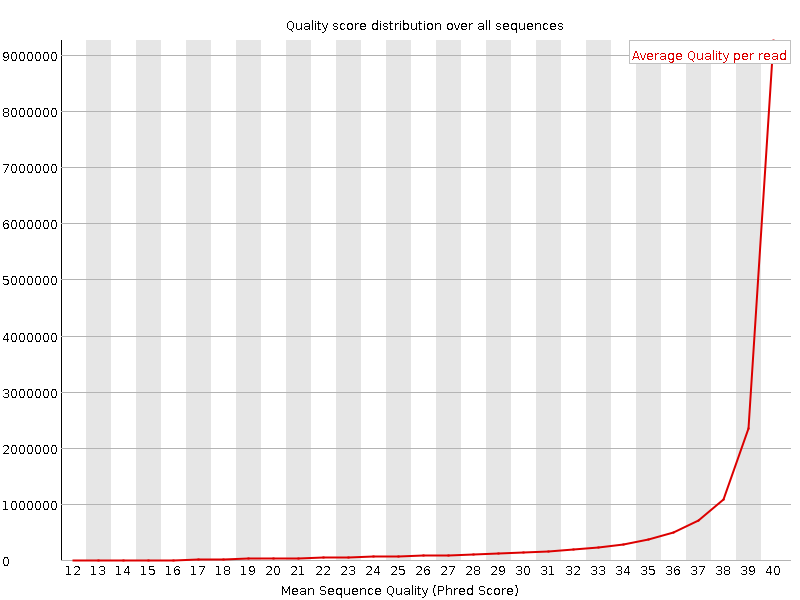 Quality score distribution over all sequences
Average Quality per read
9000000
8000000
7000000
6000000
5000000
4000000
3000000
2000000
1000000
0
12 13 14 15 16 17 18 19 20 21 22 23 24 25 26 27 28 29 30 31 32 33 34 35 36 37 38 39 40
Mean Sequence Quality (Phred Score)